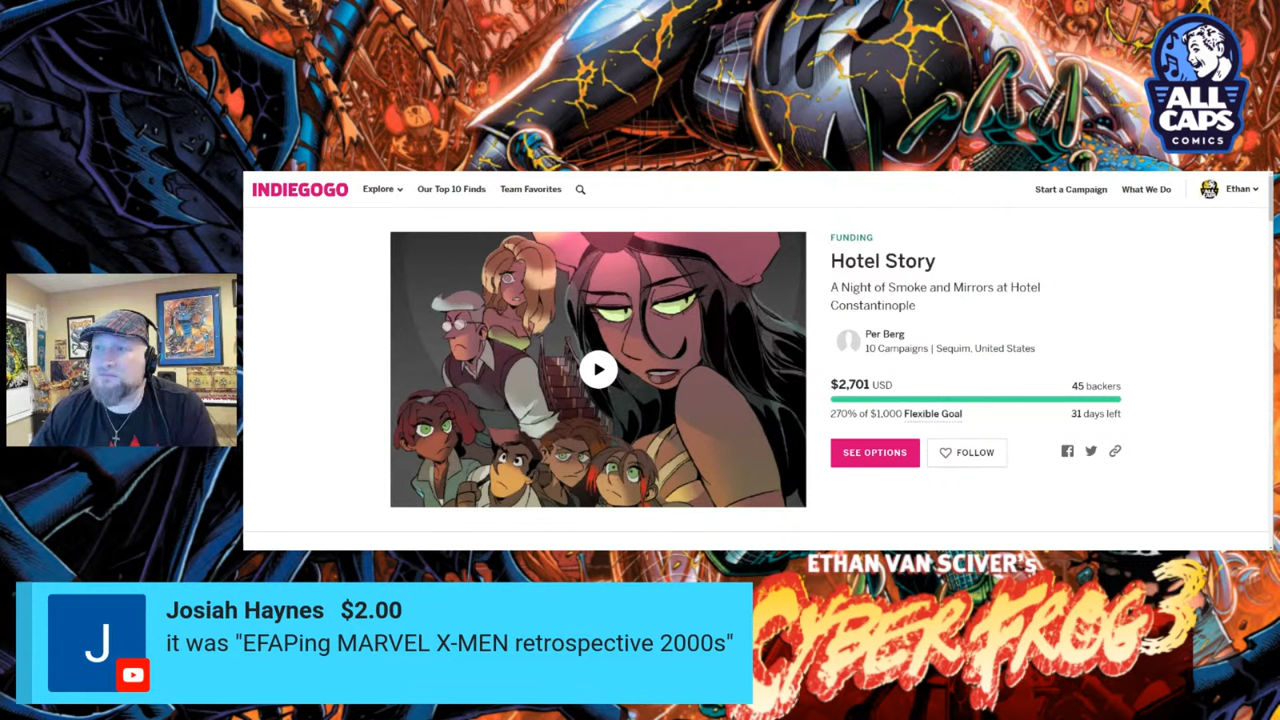 ALL
CAPS
COMICS
INDIEGOGO Explore Our Top 10 Finds Team Favorites Start a Campaign What We Do Ethan
FUNDING
Hotel Story
A Night of Smoke and Mirrors at Hotel
Constantinople
Per Berg
10 Campaigns | Sequim, United States
$2,701 USD 45 backers
270% of $1,000 Flexible Goal 31 days left
SEE OPTIONS FOLLOW
ETHAN VAN SCIVER's
CYBER FROG 3
J
Josiah Haynes $2.00
it was "EFAPing MARVEL X-MEN retrospective 2000s"